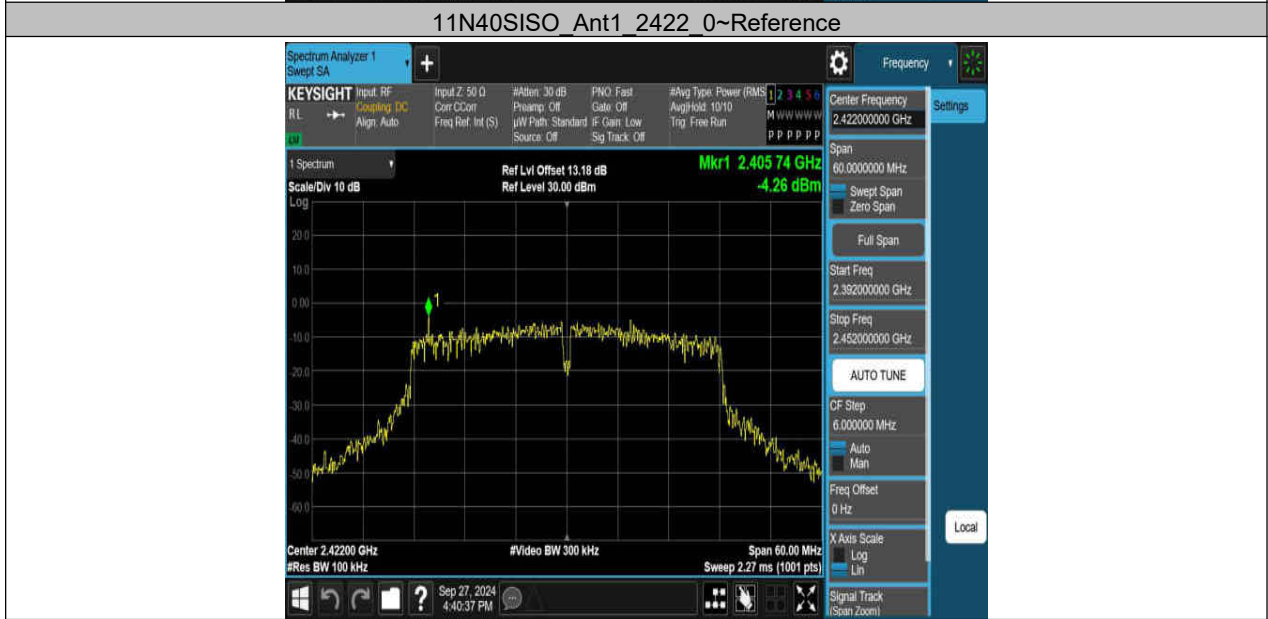 11N40SISO_Ant1_2422_0~Reference
Spectrum Analyzer 1
Swept SA
+
Frequency
KEYSIGHT
RL
Input: RF
Coupling: DC
Align: Auto
Input Z: 50 Ω
Corr CCorr
Freq Ref: Int (S)
#Atten: 30 dB
Preamp: Off
µW Path: Standard
Source: Off
PNO: Fast
Gate: Off
IF Gain: Low
Sig Track: Off
#Avg Type: Power (RMS
Avg|Hold: 10/10
Trig: Free Run
1 2 3 4 5 6
M W W W W W
P P P P P P
1 Spectrum
Scale/Div 10 dB
Log
Ref Lvl Offset 13.18 dB
Ref Level 30.00 dBm
Mkr1 2.405 74 GHz
-4.26 dBm
20.0
10.0
0.00
-10.0
-20.0
-30.0
-40.0
-50.0
-60.0
1
Center 2.42200 GHz
#Res BW 100 kHz
#Video BW 300 kHz
Span 60.00 MHz
Sweep 2.27 ms (1001 pts)
?
Sep 27, 2024
4:40:37 PM
Center Frequency
2.422000000 GHz
Settings
Span
60.0000000 MHz
Swept Span
Zero Span
Full Span
Start Freq
2.392000000 GHz
Stop Freq
2.452000000 GHz
AUTO TUNE
CF Step
6.000000 MHz
Auto
Man
Freq Offset
0 Hz
X Axis Scale
Log
Lin
Local
Signal Track
(Span Zoom)